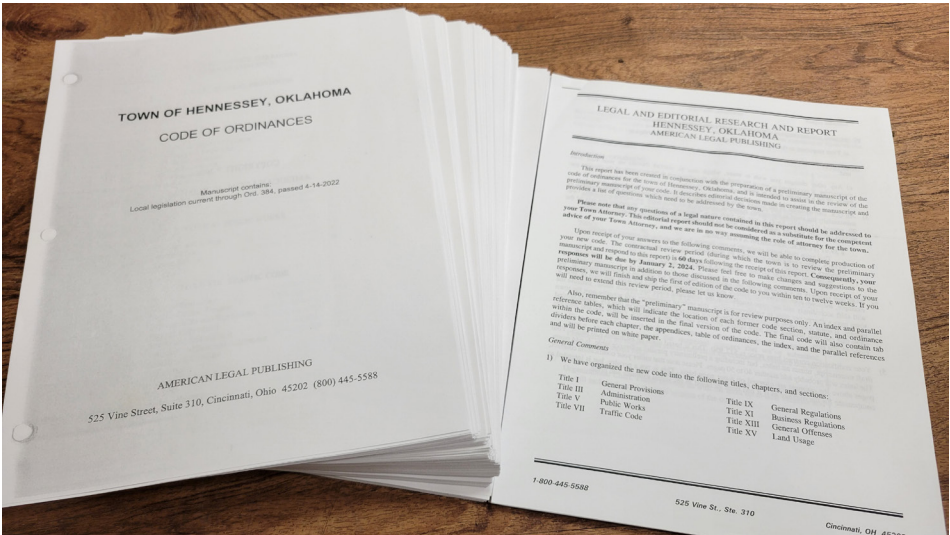 TOWN OF HENNESSEY, OKLAHOMA
CODE OF ORDINANCES
Manuscript contains:
Local legislation current through Ord. 384, passed 4-14-2022
AMERICAN LEGAL PUBLISHING
525 Vine Street, Suite 310, Cincinnati, Ohio 45202 (800) 445-5588
LEGAL AND EDITORIAL RESEARCH AND REPORT
HENNESSEY, OKLAHOMA
AMERICAN LEGAL PUBLISHING
Introduction
This report has been created in conjunction with the preparation of a preliminary manuscript of the
code of ordinances for the town of Hennessey, Oklahoma, and is intended to assist in the review of the
preliminary manuscript of your code. It describes editorial decisions made in creating the manuscript and
provides a list of questions which need to be addressed by the town.
Please note that any questions of a legal nature contained in this report should be addressed to
your Town Attorney. This editorial report should not be considered as a substitute for the competent
advice of your Town Attorney, and we are in no way assuming the role of attorney for the town.
Upon receipt of your answers to the following comments, we will be able to complete production of
your new code. The contractual review period (during which the town is to review the preliminary
manuscript and respond to this report) is 60 days following the receipt of this report. Consequently, your
responses will be due by January 2, 2024. Please feel free to make changes and suggestions to the
preliminary manuscript in addition to those discussed in the following comments. Upon receipt of your
responses, we will finish and ship the first of edition of the code to you within ten to twelve weeks. If you
will need to extend this review period, please let us know.
Also, remember that the "preliminary" manuscript is for review purposes only. An index and parallel
reference tables, which will indicate the location of each former code section, statute, and ordinance
within the code, will be inserted in the final version of the code. The final code will also contain tab
dividers before each chapter, the appendices, table of ordinances, the index, and the parallel references
and will be printed on white paper.
General Comments
1) We have organized the new code into the following titles, chapters, and sections:
Title I General Provisions
Title III Administration
Title V Public Works
Title VII Traffic Code
Title IX General Regulations
Title XI Business Regulations
Title XIII General Offenses
Title XV Land Usage
1-800-445-5588
525 Vine St., Ste. 310
Cincinnati, OH